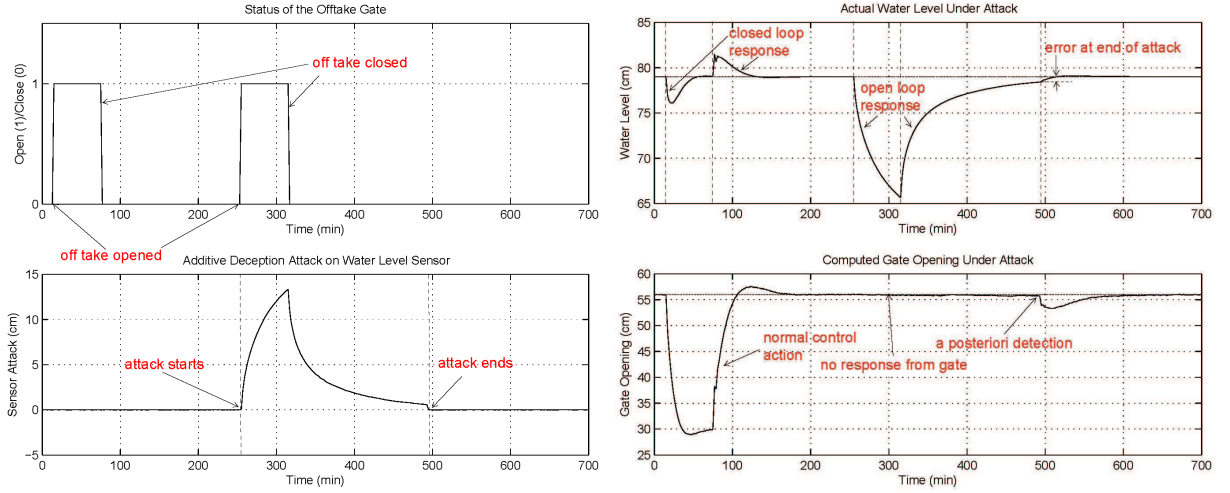 Status of the Offtake Gate
Open (1)/Close (0)
1
0
off take closed
0 100 200 300 400 500 600 700
Time (min)
off take opened
Actual Water Level Under Attack
Water Level (cm)
85
80
75
70
65
60
closed loop
response
open loop
response
error at end of attack
0 100 200 300 400 500 600 700
Time (min)
Additive Deception Attack on Water Level Sensor
Sensor Attack (cm)
15
10
5
0
−5
attack starts
attack ends
0 100 200 300 400 500 600 700
Time (min)
Computed Gate Opening Under Attack
Gate Opening (cm)
60
55
50
45
40
35
30
25
normal control
action
no response from gate
a posteriori detection
0 100 200 300 400 500 600 700
Time (min)